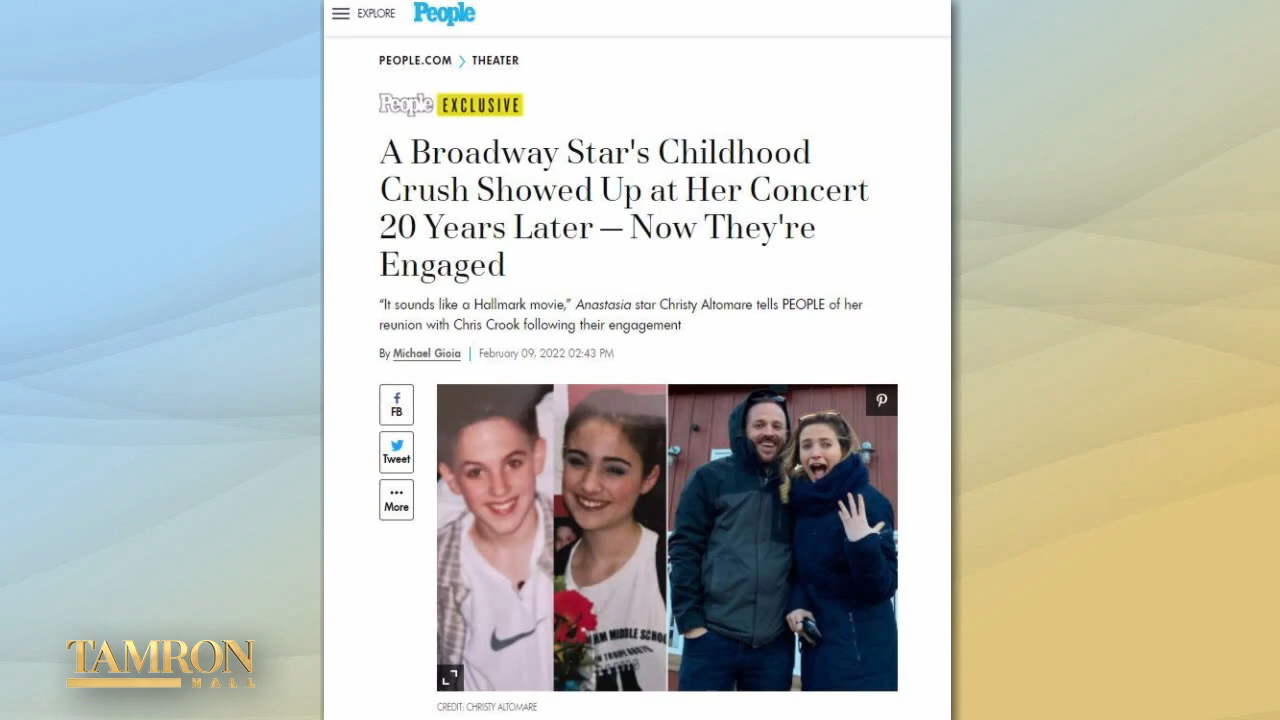 EXPLORE People
PEOPLE.COM > THEATER
People EXCLUSIVE
A Broadway Star's Childhood
Crush Showed Up at Her Concert
20 Years Later — Now They're
Engaged
“It sounds like a Hallmark movie,” Anastasia star Christy Altomare tells PEOPLE of her
reunion with Chris Crook following their engagement
By Michael Gioia | February 09, 2022 02:43 PM
FB
Tweet
More
MIDDLE SCHOO
CREDIT: CHRISTY ALTOMARE
TAMRON
HALL